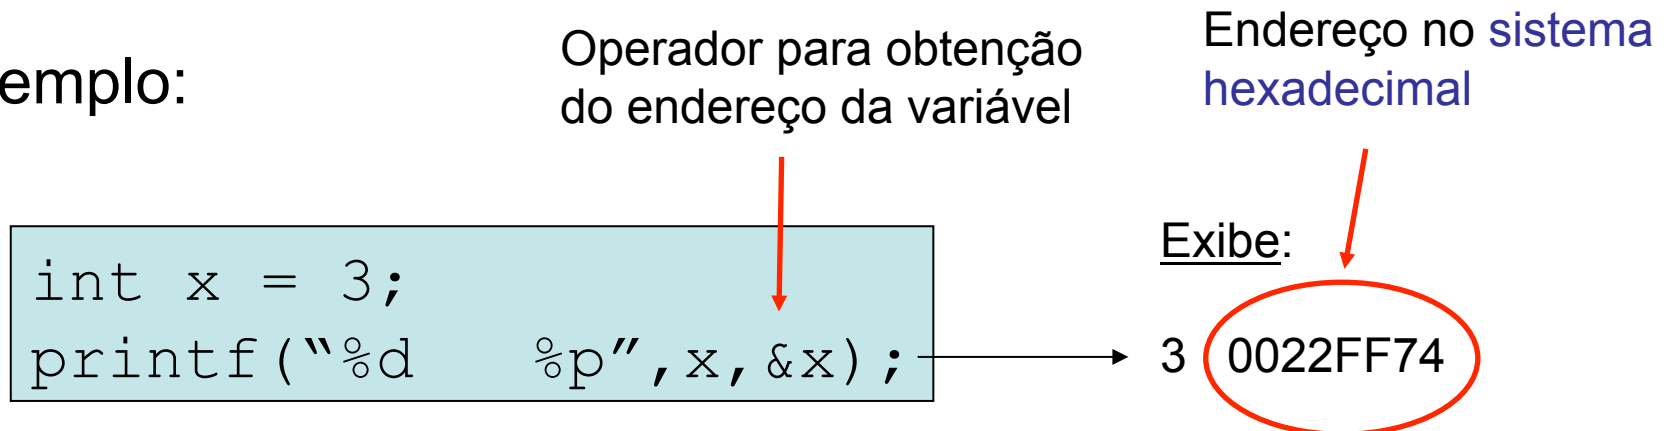 emplo:
Operador para obtenção
do endereço da variável
Endereço no sistema
hexadecimal
int x = 3;
printf(“%d   %p”,x,&x);
Exibe:
3 0022FF74